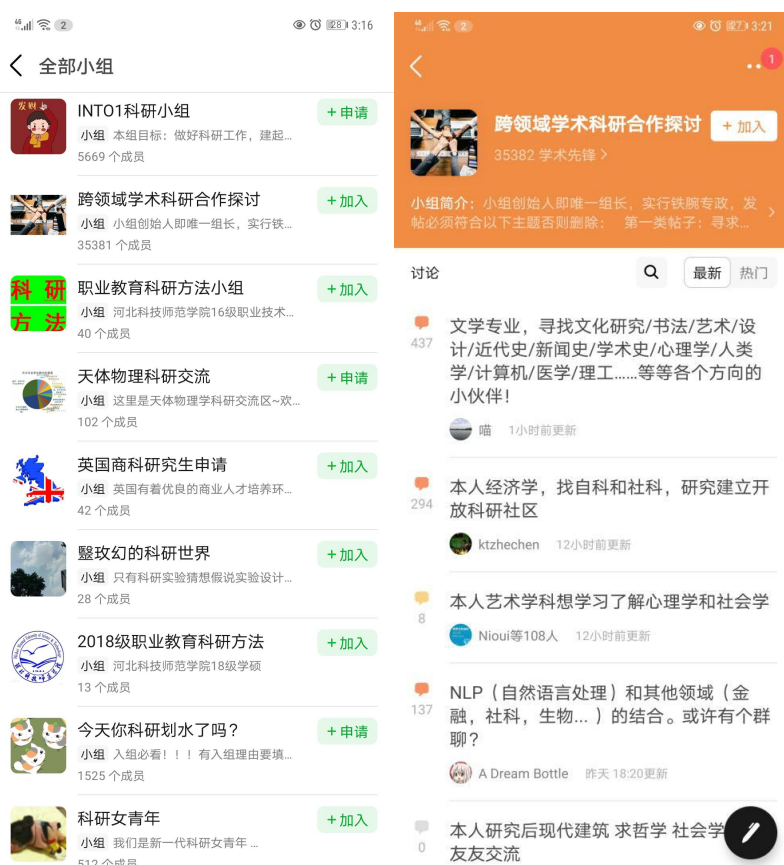 46 2 28 3:16
全部小组
发财
INTO1科研小组
+申请
小组 本组目标：做好科研工作，建起...
5669 个成员
跨领域学术科研合作探讨
+加入
小组 小组创始人即唯一组长，实行铁...
35381 个成员
科 研
方 法
职业教育科研方法小组
+加入
小组 河北科技师范学院16级职业技术...
40 个成员
天体物理科研交流
+申请
小组 这里是天体物理学科研交流区~欢...
102 个成员
英国商科研究生申请
+加入
小组 英国有着优良的商业人才培养环...
42 个成员
翳玫幻的科研世界
+加入
小组 只有科研实验猜想假说实验设计...
28 个成员
2018级职业教育科研方法
+加入
小组 河北科技师范学院18级学硕
13 个成员
今天你科研划水了吗？
+申请
小组 入组必看！！！有入组理由要填...
1525 个成员
科研女青年
+加入
小组 我们是新一代科研女青年 ...
512 个成员
46 2 27 3:21
1
跨领域学术科研合作探讨
+ 加入
35382 学术先锋 >
小组简介：小组创始人即唯一组长，实行铁腕专政，发
帖必须符合以下主题否则删除： 第一类帖子：寻求...
讨论
最新 热门
437
文学专业，寻找文化研究/书法/艺术/设
计/近代史/新闻史/学术史/心理学/人类
学/计算机/医学/理工......等等各个方向的
小伙伴！
喵 1小时前更新
294
本人经济学，找自科和社科，研究建立开
放科研社区
ktzhechen 12小时前更新
8
本人艺术学科想学习了解心理学和社会学
Nioui等108人 12小时前更新
137
NLP（自然语言处理）和其他领域（金
融，社科，生物... ）的结合。或许有个群
聊？
A Dream Bottle 昨天 18:20更新
0
本人研究后现代建筑 求哲学 社会学
友友交流